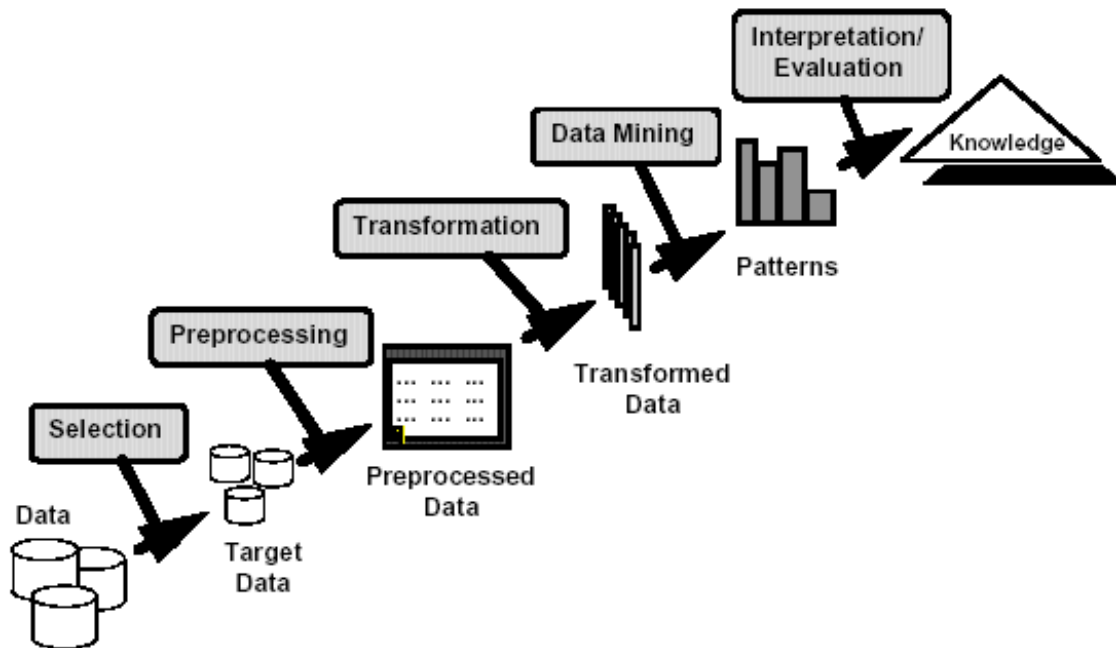 Data
Selection
Target
Data
Preprocessing
Preprocessed
Data
Transformation
Transformed
Data
Data Mining
Patterns
Interpretation/
Evaluation
Knowledge